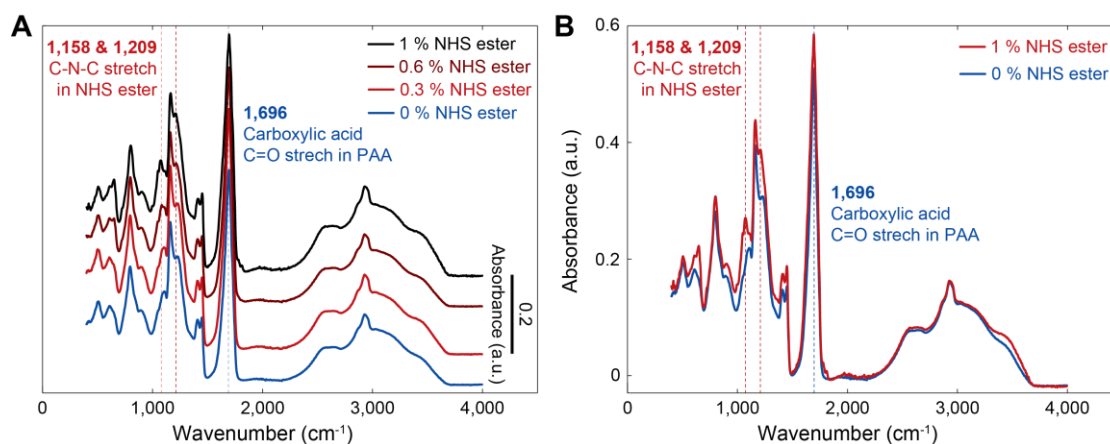 A
1,158 & 1,209
C-N-C stretch
in NHS ester
1 % NHS ester
0.6 % NHS ester
0.3 % NHS ester
0 % NHS ester
1,696
Carboxylic acid
C=O strech in PAA
Absorbance
(a.u.)
0.2
0
1,000
2,000
3,000
4,000
Wavenumber (cm⁻¹)
B
0.6
0.4
0.2
0
Absorbance (a.u.)
1,158 & 1,209
C-N-C stretch
in NHS ester
1 % NHS ester
0 % NHS ester
1,696
Carboxylic acid
C=O strech in PAA
0
1,000
2,000
3,000
4,000
Wavenumber (cm⁻¹)